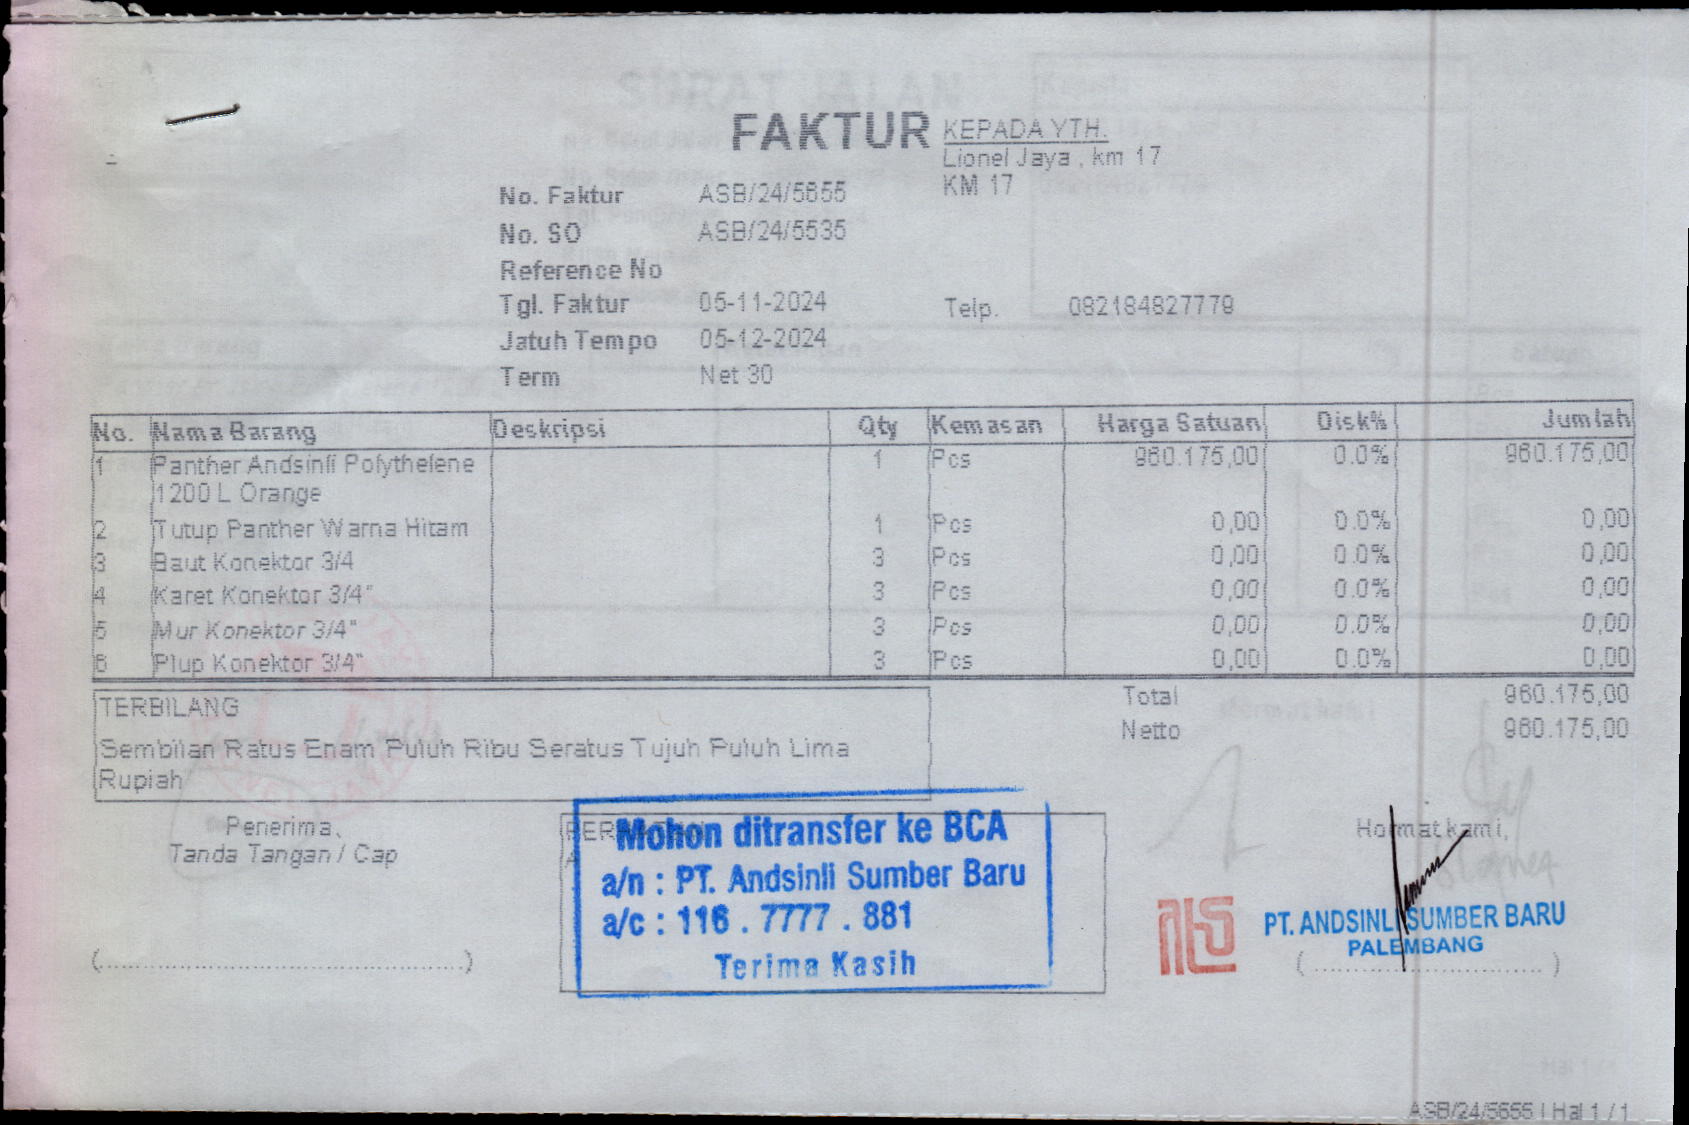 FAKTUR
KEPADA YTH.
Lionel Jaya , km 17
KM 17
No. Faktur ASB/24/5655
No. SO ASB/24/5535
Reference No
Tgl. Faktur 05-11-2024
Telp. 082184827779
Jatuh Tempo 05-12-2024
Term Net 30
No. Nama Barang Deskripsi Qty Kemasan Harga Satuan Disk% Jumlah
1 Panther Andsinli Polythelene 1 Pcs 960.175,00 0.0% 960.175,00
1200 L Orange
2 Tutup Panther Warna Hitam 1 Pcs 0,00 0.0% 0,00
3 Baut Konektor 3/4 3 Pcs 0,00 0.0% 0,00
4 Karet Konektor 3/4" 3 Pcs 0,00 0.0% 0,00
5 Mur Konektor 3/4" 3 Pcs 0,00 0.0% 0,00
6 Plup Konektor 3/4" 3 Pcs 0,00 0.0% 0,00
TERBILANG
Total 960.175,00
Netto 960.175,00
Sembilan Ratus Enam Puluh Ribu Seratus Tujuh Puluh Lima
Rupiah
Penerima,
Tanda Tangan / Cap
Mohon ditransfer ke BCA
a/n : PT. Andsinli Sumber Baru
a/c : 116 . 7777 . 881
Terima Kasih
Hormat kami,
PT. ANDSINLI SUMBER BARU
PALEMBANG
ASB/24/5655 | Hal 1 / 1